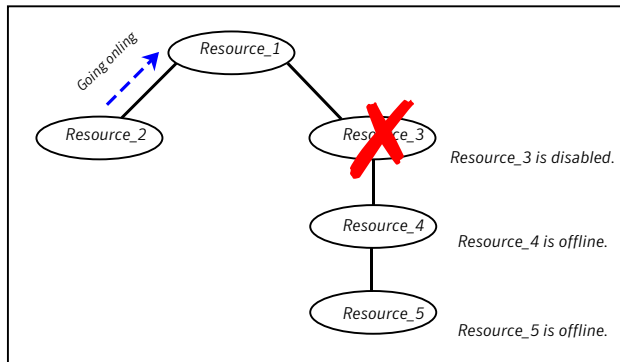 Resource_1
Going onling
Resource_2
Resource_3
Resource_3 is disabled.
Resource_4
Resource_4 is offline.
Resource_5
Resource_5 is offline.